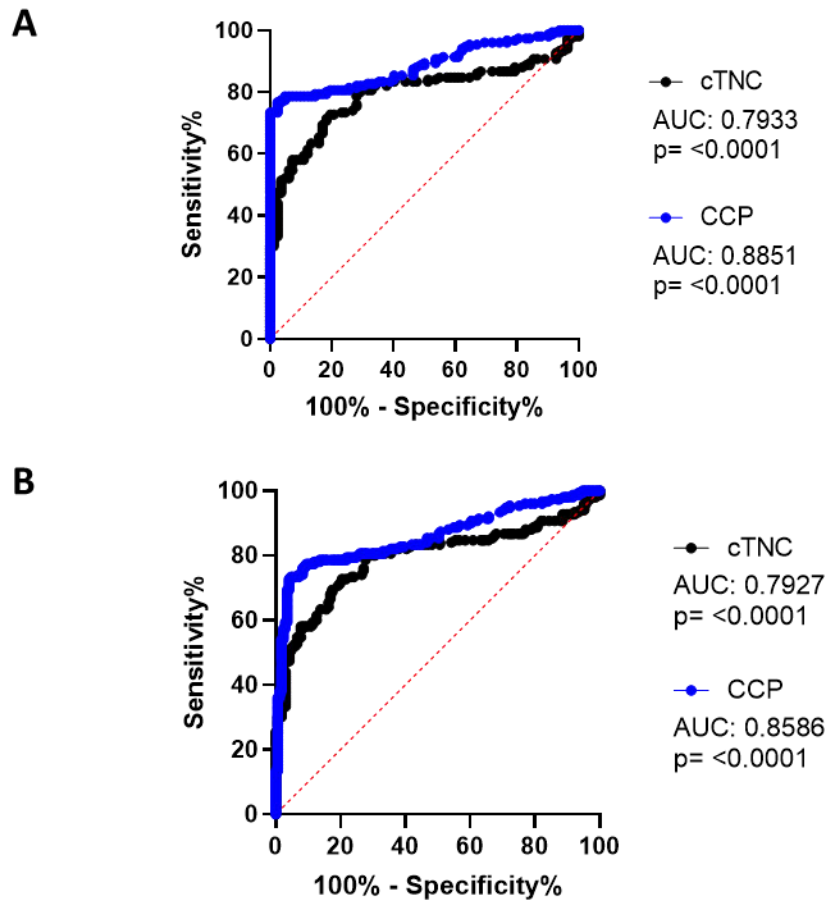 A
100
80
60
40
20
0
Sensitivity%
0 20 40 60 80 100
100% - Specificity%
cTNC
AUC: 0.7933
p= <0.0001
CCP
AUC: 0.8851
p= <0.0001
B
100
80
60
40
20
0
Sensitivity%
0 20 40 60 80 100
100% - Specificity%
cTNC
AUC: 0.7927
p= <0.0001
CCP
AUC: 0.8586
p= <0.0001